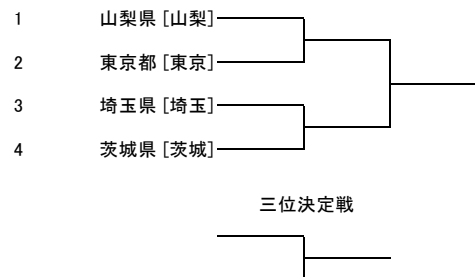 1 山梨県 [山梨]
2 東京都 [東京]
3 埼玉県 [埼玉]
4 茨城県 [茨城]
三位決定戦